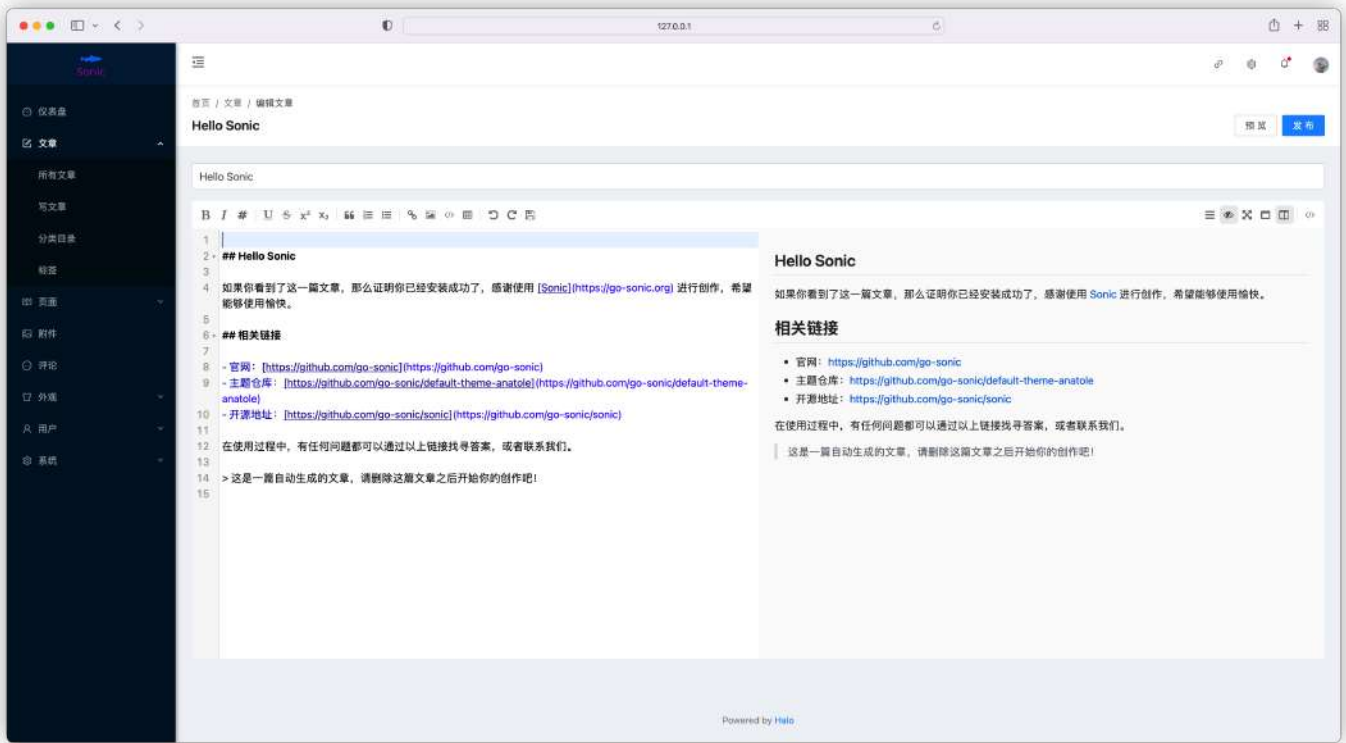 127.0.0.1
Sonic
仪表盘
文章
所有文章
写文章
分类目录
标签
页面
附件
评论
外观
用户
系统
首页 / 文章 / 编辑文章
Hello Sonic
预览
发布
Hello Sonic
B I # U S x² x₂
1
2 ## Hello Sonic
3
4 如果你看到了这一篇文章，那么证明你已经安装成功了，感谢使用 [Sonic](https://go-sonic.org) 进行创作，希望
能够使用愉快。
5
6 ## 相关链接
7
8 - 官网：[https://github.com/go-sonic](https://github.com/go-sonic)
9 - 主题仓库：[https://github.com/go-sonic/default-theme-anatole](https://github.com/go-sonic/default-theme-
anatole)
10 - 开源地址：[https://github.com/go-sonic/sonic](https://github.com/go-sonic/sonic)
11
12 在使用过程中，有任何问题都可以通过以上链接找寻答案，或者联系我们。
13
14 > 这是一篇自动生成的文章，请删除这篇文章之后开始你的创作吧！
15
Hello Sonic
如果你看到了这一篇文章，那么证明你已经安装成功了，感谢使用 Sonic 进行创作，希望能够使用愉快。
相关链接
• 官网：https://github.com/go-sonic
• 主题仓库：https://github.com/go-sonic/default-theme-anatole
• 开源地址：https://github.com/go-sonic/sonic
在使用过程中，有任何问题都可以通过以上链接找寻答案，或者联系我们。
这是一篇自动生成的文章，请删除这篇文章之后开始你的创作吧！
Powered by Halo